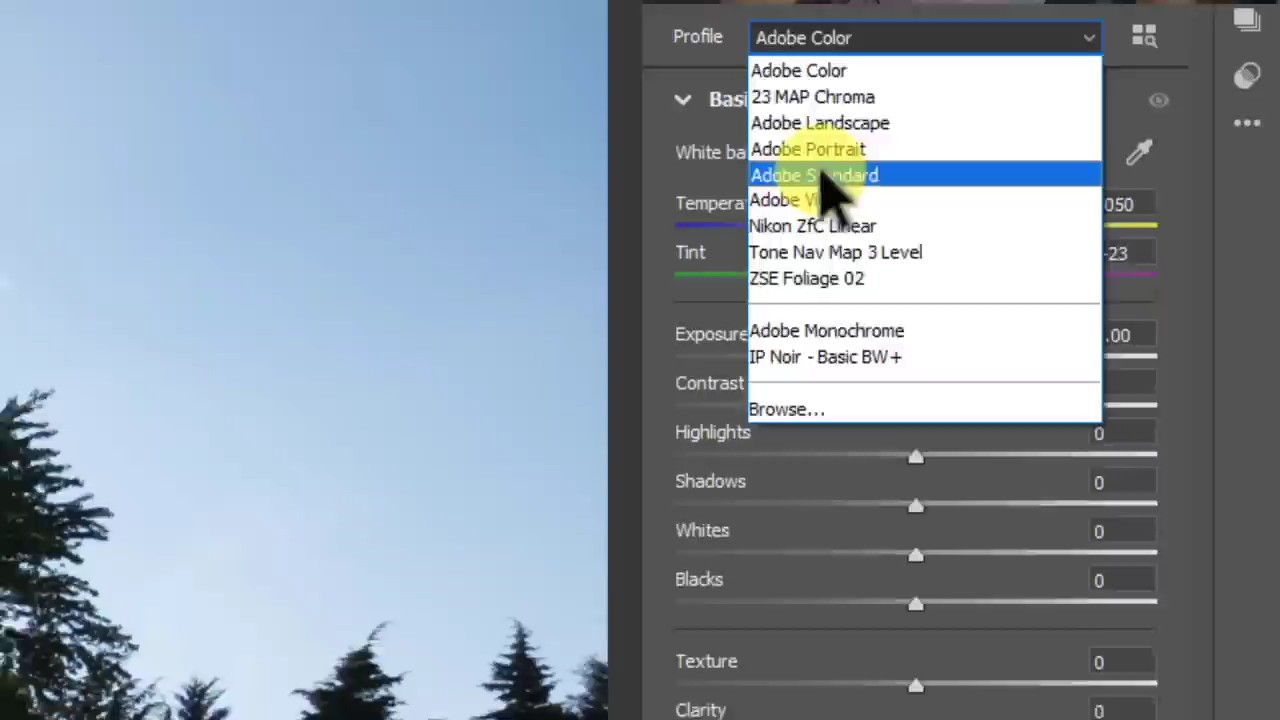 Profile
Adobe Color
Adobe Color
23 MAP Chroma
Adobe Landscape
Adobe Portrait
Adobe Standard
Adobe
Nikon ZfC Linear
Tone Nav Map 3 Level
ZSE Foliage 02
Adobe Monochrome
IP Noir - Basic BW+
Browse...
Basi
White ba
Tempera
050
Tint
-23
Exposure
.00
Contrast
Highlights
0
Shadows
0
Whites
0
Blacks
0
Texture
0
Clarity
0